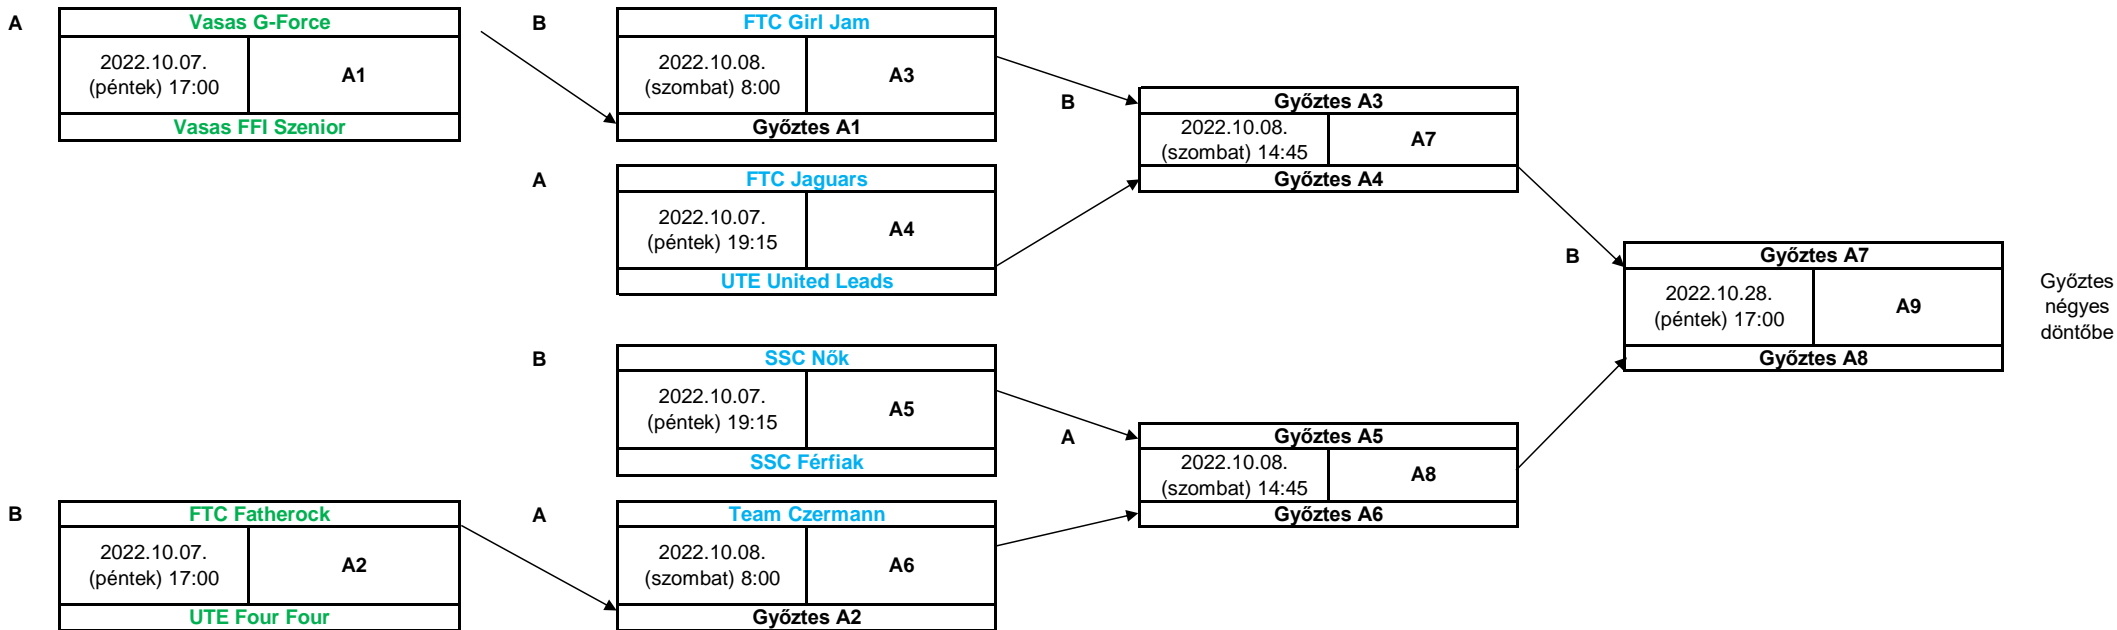 A
Vasas G-Force
2022.10.07.
(péntek) 17:00
A1
Vasas FFI Szenior
B
FTC Girl Jam
2022.10.08.
(szombat) 8:00
A3
Győztes A1
B
Győztes A3
2022.10.08.
(szombat) 14:45
A7
Győztes A4
A
FTC Jaguars
2022.10.07.
(péntek) 19:15
A4
UTE United Leads
B
Győztes A7
2022.10.28.
(péntek) 17:00
A9
Győztes A8
Győztes
négyes
döntőbe
B
SSC Nők
2022.10.07.
(péntek) 19:15
A5
SSC Férfiak
A
Győztes A5
2022.10.08.
(szombat) 14:45
A8
Győztes A6
B
FTC Fatherock
2022.10.07.
(péntek) 17:00
A2
UTE Four Four
A
Team Czermann
2022.10.08.
(szombat) 8:00
A6
Győztes A2